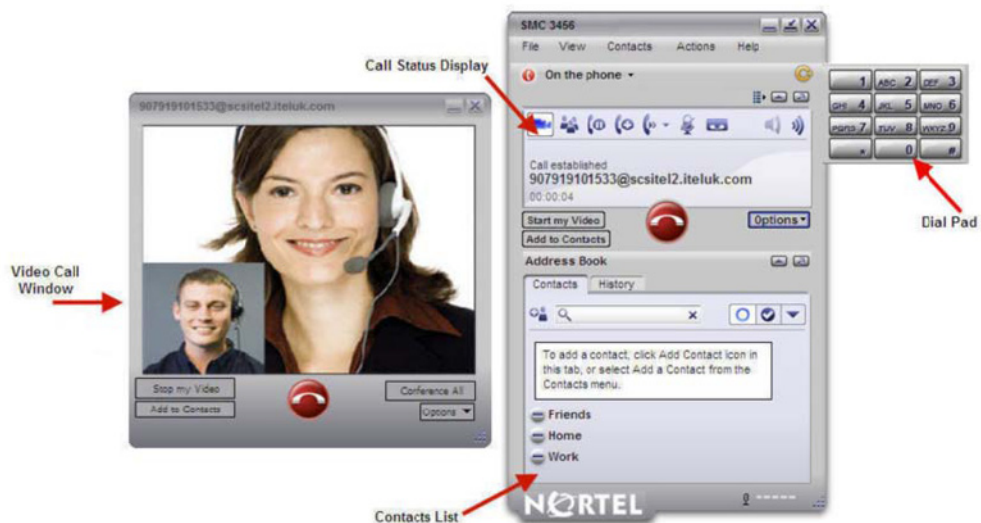 SMC 3456
File View Contacts Actions Help
Call Status Display
On the phone
907919101533@scsitel2.iteluk.com
1 ABC 2 DEF 3
GHI 4 JKL 5 MNO 6
PQRS 7 TUV 8 WXYZ 9
* 0 #
Call established
907919101533@scsitel2.iteluk.com
00:00:04
Start my Video
Options
Add to Contacts
Dial Pad
Address Book
Contacts History
Video Call
Window
To add a contact, click Add Contact icon in
this tab, or select Add a Contact from the
Contacts menu.
Stop my Video
Conference All
Add to Contacts
Options
Friends
Home
Work
Contacts List
NORTEL